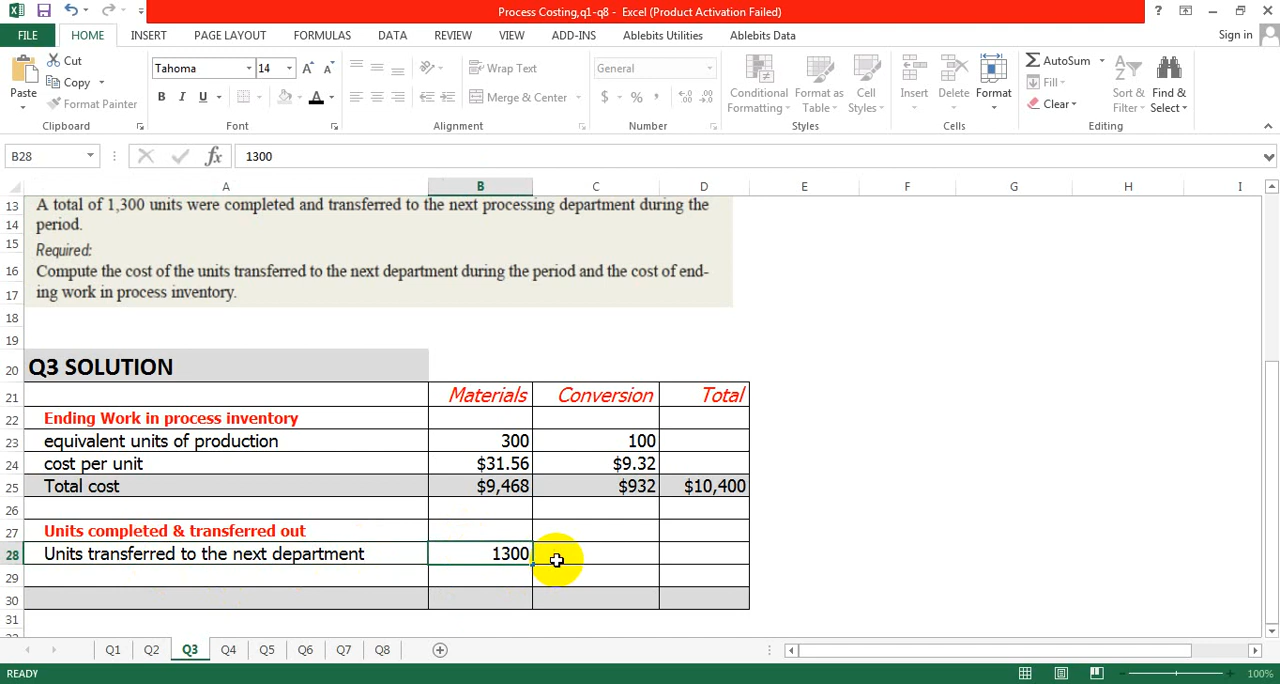 Process Costing,q1-q8 - Excel (Product Activation Failed)
FILE HOME INSERT PAGE LAYOUT FORMULAS DATA REVIEW VIEW ADD-INS Ablebits Utilities Ablebits Data Sign in
Paste Cut Copy Format Painter
Tahoma 14 B I U A
Wrap Text Merge & Center
General $ % ,
Conditional Formatting Format as Table Cell Styles
Insert Delete Format
AutoSum Fill Clear Sort & Filter Find & Select
Clipboard Font Alignment Number Styles Cells Editing
B28 fx 1300
A B C D E F G H I
13 A total of 1,300 units were completed and transferred to the next processing department during the
14 period.
15 Required:
16 Compute the cost of the units transferred to the next department during the period and the cost of end-
17 ing work in process inventory.
18
19
20 Q3 SOLUTION
21 Materials Conversion Total
22 Ending Work in process inventory
23 equivalent units of production 300 100
24 cost per unit $31.56 $9.32
25 Total cost $9,468 $932 $10,400
26
27 Units completed & transferred out
28 Units transferred to the next department 1300
29
30
31
Q1 Q2 Q3 Q4 Q5 Q6 Q7 Q8
READY 100%